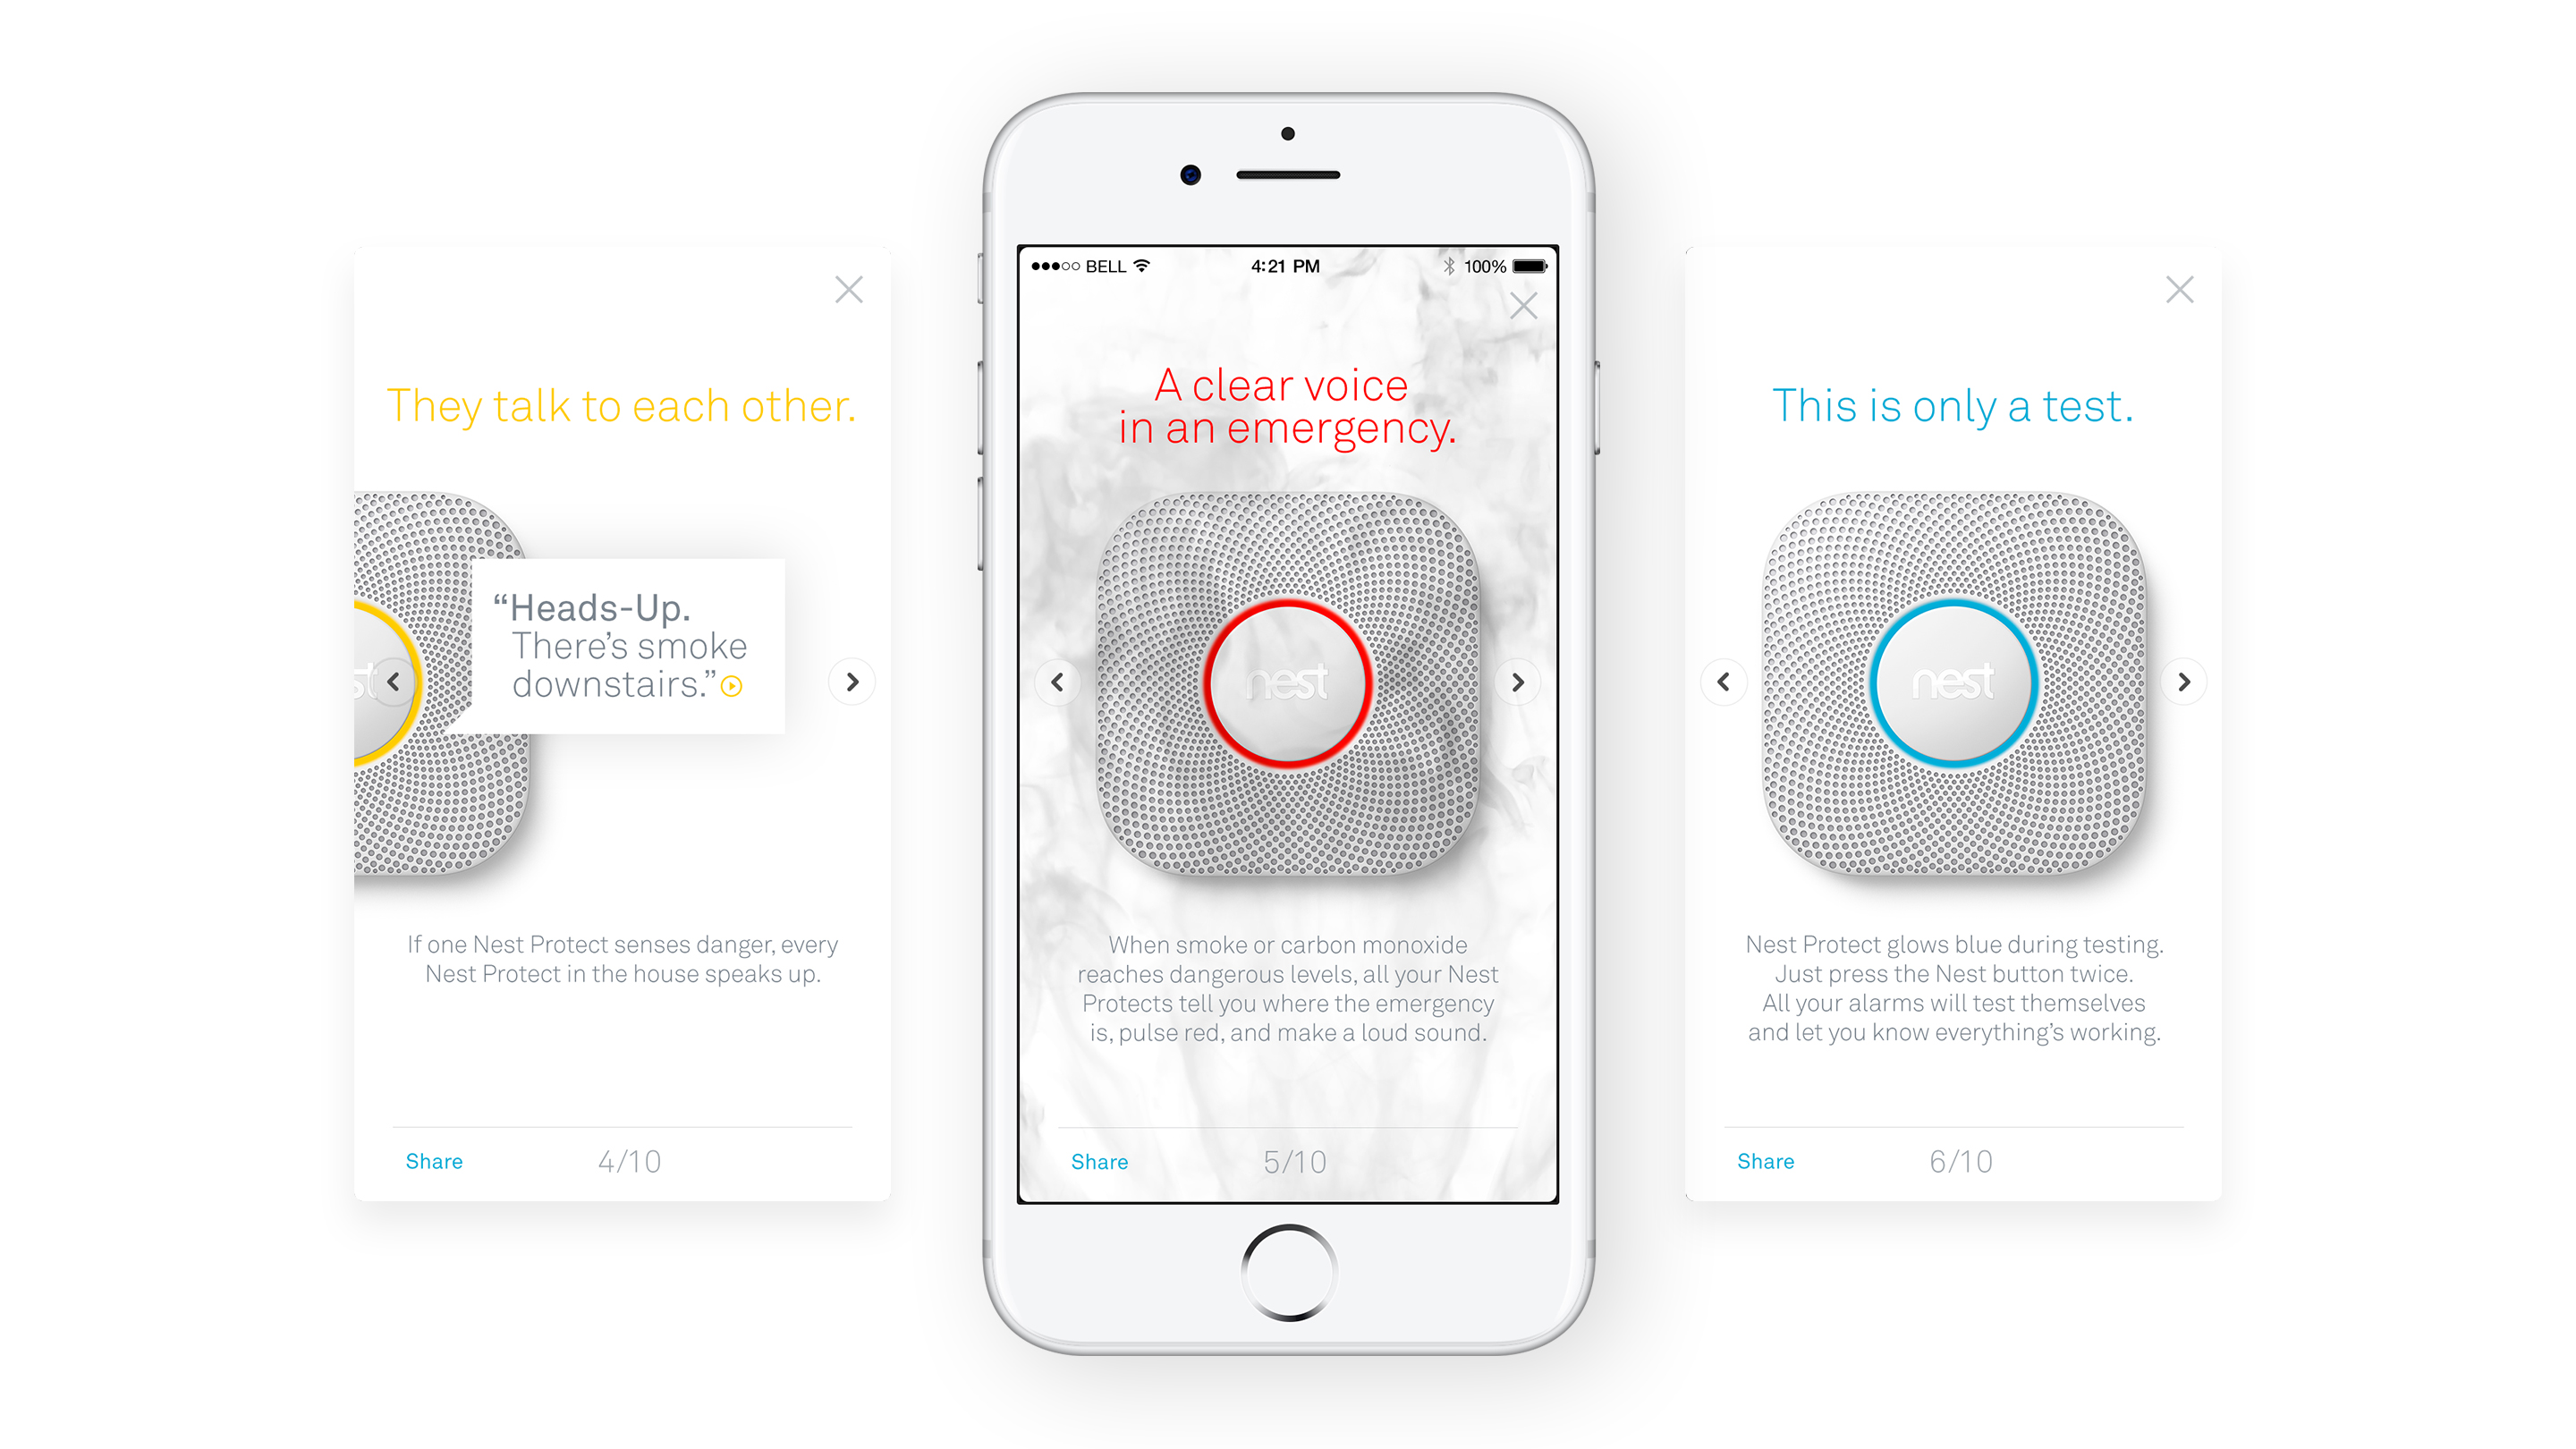 They talk to each other.
st
“Heads-Up.
There’s smoke
downstairs.”
If one Nest Protect senses danger, every
Nest Protect in the house speaks up.
Share
4/10
BELL
4:21 PM
100%
A clear voice
in an emergency.
nest
When smoke or carbon monoxide
reaches dangerous levels, all your Nest
Protects tell you where the emergency
is, pulse red, and make a loud sound.
Share
5/10
This is only a test.
nest
Nest Protect glows blue during testing.
Just press the Nest button twice.
All your alarms will test themselves
and let you know everything’s working.
Share
6/10